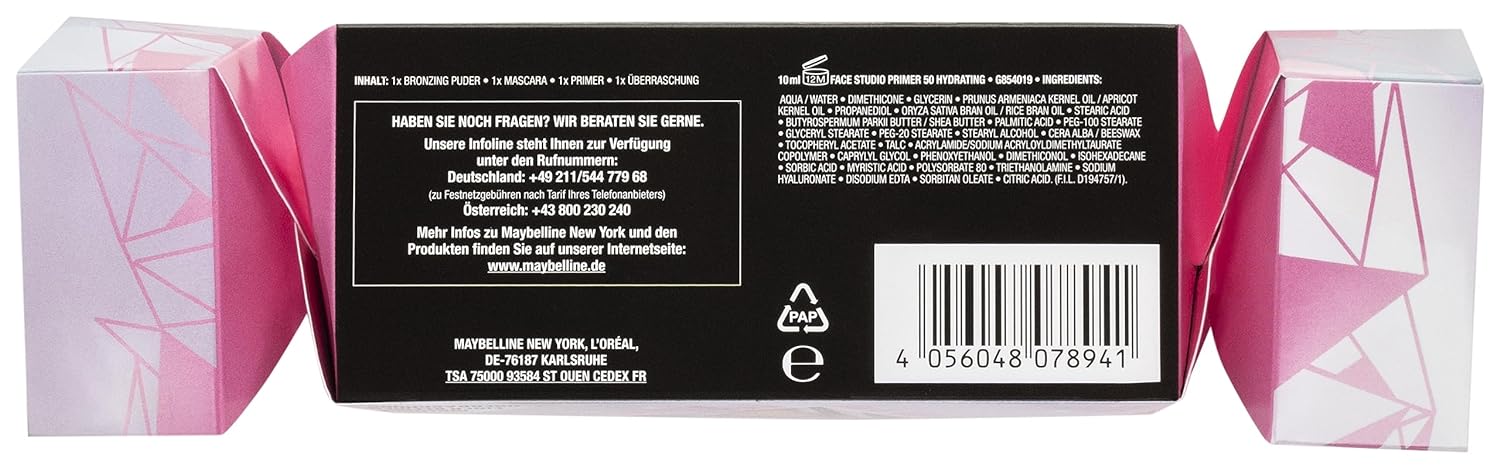 INHALT: 1x BRONZING PUDER • 1x MASCARA • 1x PRIMER • 1x ÜBERRASCHUNG
HABEN SIE NOCH FRAGEN? WIR BERATEN SIE GERNE.
Unsere Infoline steht Ihnen zur Verfügung
unter den Rufnummern:
Deutschland: +49 211/544 779 68
(zu Festnetzgebühren nach Tarif Ihres Telefonanbieters)
Österreich: +43 800 230 240
Mehr Infos zu Maybelline New York und den
Produkten finden Sie auf unserer Internetseite:
www.maybelline.de
MAYBELLINE NEW YORK, L'ORÉAL,
DE-76187 KARLSRUHE
TSA 75000 93584 ST OUEN CEDEX FR
10ml 12M FACE STUDIO PRIMER 50 HYDRATING • G854019 • INGREDIENTS:
AQUA / WATER • DIMETHICONE • GLYCERIN • PRUNUS ARMENIACA KERNEL OIL / APRICOT
KERNEL OIL • PROPANEDIOL • ORYZA SATIVA BRAN OIL / RICE BRAN OIL • STEARIC ACID
• BUTYROSPERMUM PARKII BUTTER / SHEA BUTTER • PALMITIC ACID • PEG-100 STEARATE
• GLYCERYL STEARATE • PEG-20 STEARATE • STEARYL ALCOHOL • CERA ALBA / BEESWAX
• TOCOPHERYL ACETATE • TALC • ACRYLAMIDE/SODIUM ACRYLOYLDIMETHYLTAURATE
COPOLYMER • CAPRYLYL GLYCOL • PHENOXYETHANOL • DIMETHICONOL • ISOHEXADECANE
• SORBIC ACID • MYRISTIC ACID • POLYSORBATE 80 • TRIETHANOLAMINE • SODIUM
HYALURONATE • DISODIUM EDTA • SORBITAN OLEATE • CITRIC ACID. (F.I.L. D194757/1).
PAP
e
4 056048 078941